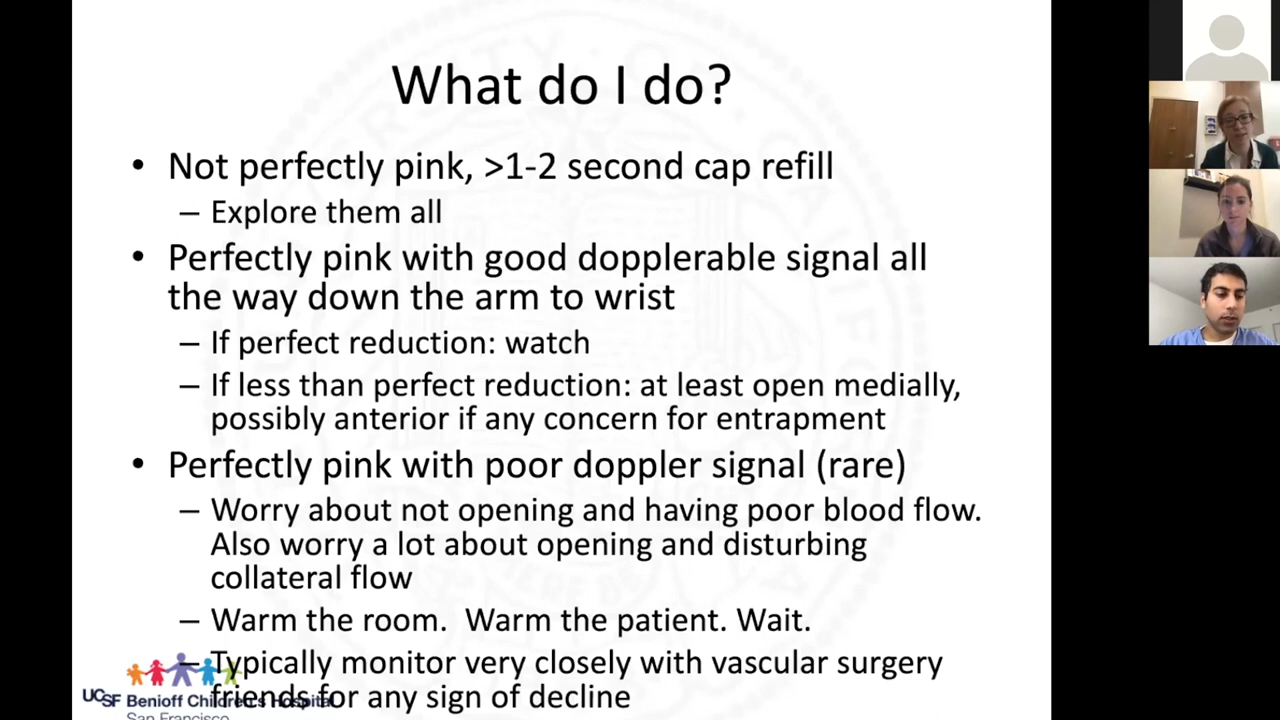 What do I do?
• Not perfectly pink, >1-2 second cap refill
– Explore them all
• Perfectly pink with good dopplerable signal all
the way down the arm to wrist
– If perfect reduction: watch
– If less than perfect reduction: at least open medially,
possibly anterior if any concern for entrapment
• Perfectly pink with poor doppler signal (rare)
– Worry about not opening and having poor blood flow.
Also worry a lot about opening and disturbing
collateral flow
– Warm the room.  Warm the patient. Wait.
– Typically monitor very closely with vascular surgery
friends for any sign of decline
UCSF Benioff Children's Hospital
San Francisco